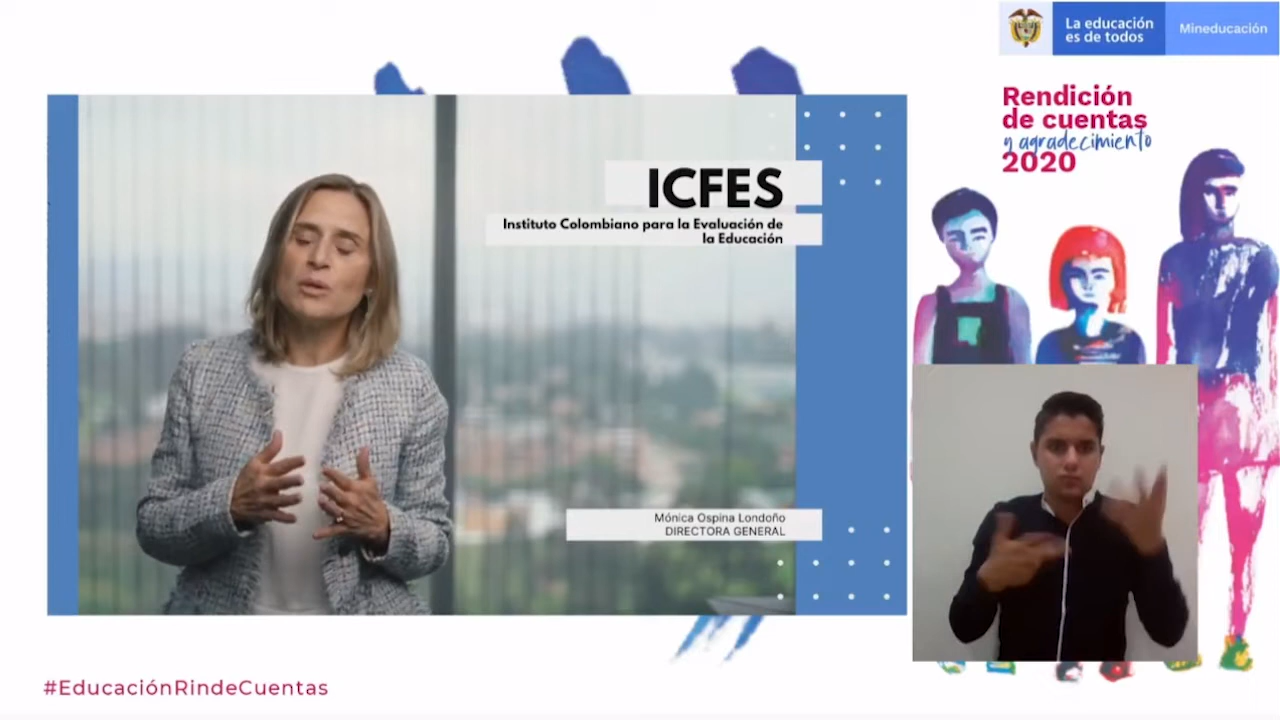 La educación
es de todos
Mineducación
Rendición
de cuentas
y agradecimiento
2020
ICFES
Instituto Colombiano para la Evaluación de
la Educación
Mónica Ospina Londoño
DIRECTORA GENERAL
#EducaciónRindeCuentas